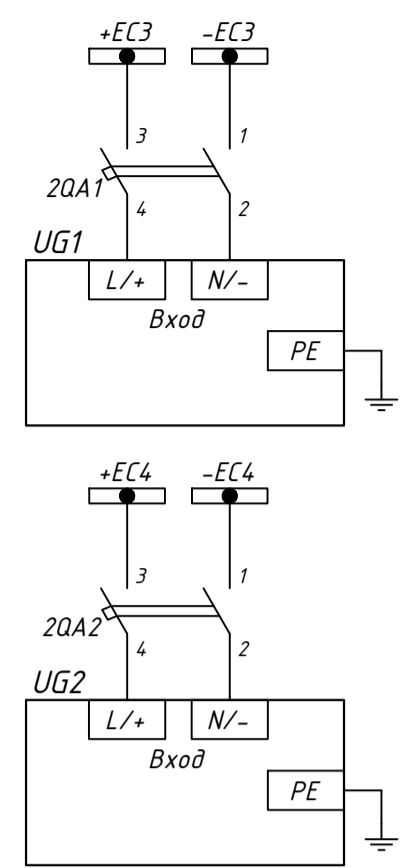 +EC3 -EC3
3 1
2QA1
4 2
UG1
L/+ N/-
Вход
PE
+EC4 -EC4
3 1
2QA2
4 2
UG2
L/+ N/-
Вход
PE